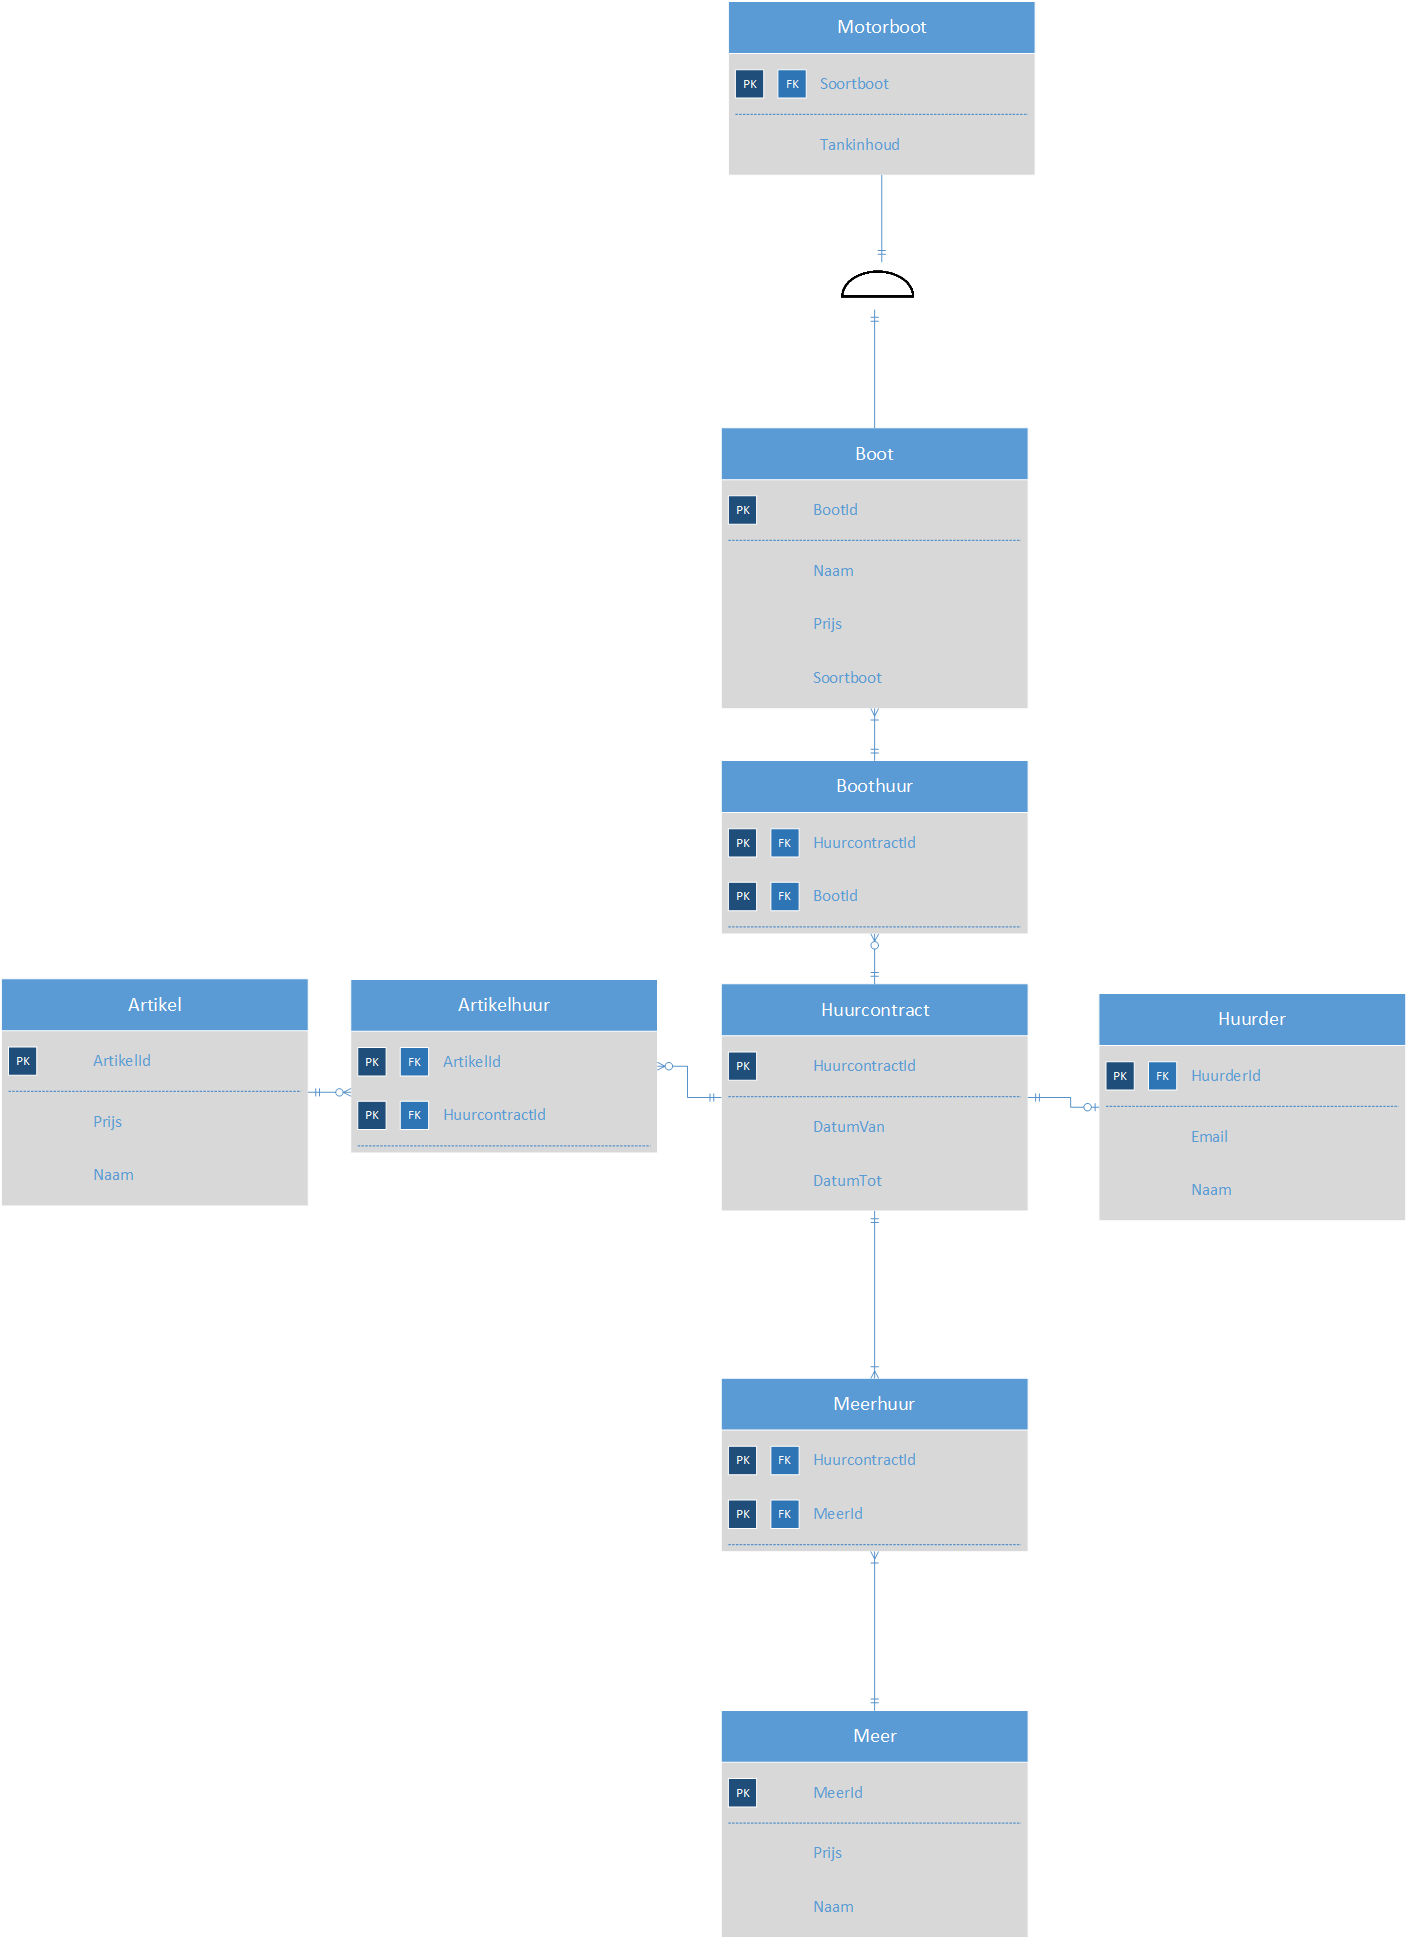 Motorboot
PK FK Soortboot
Tankinhoud
Boot
PK BootId
Naam
Prijs
Soortboot
Boothuur
PK FK HuurcontractId
PK FK BootId
Artikel
PK ArtikelId
Prijs
Naam
Artikelhuur
PK FK ArtikelId
PK FK HuurcontractId
Huurcontract
PK HuurcontractId
DatumVan
DatumTot
Huurder
PK FK HuurderId
Email
Naam
Meerhuur
PK FK HuurcontractId
PK FK MeerId
Meer
PK MeerId
Prijs
Naam